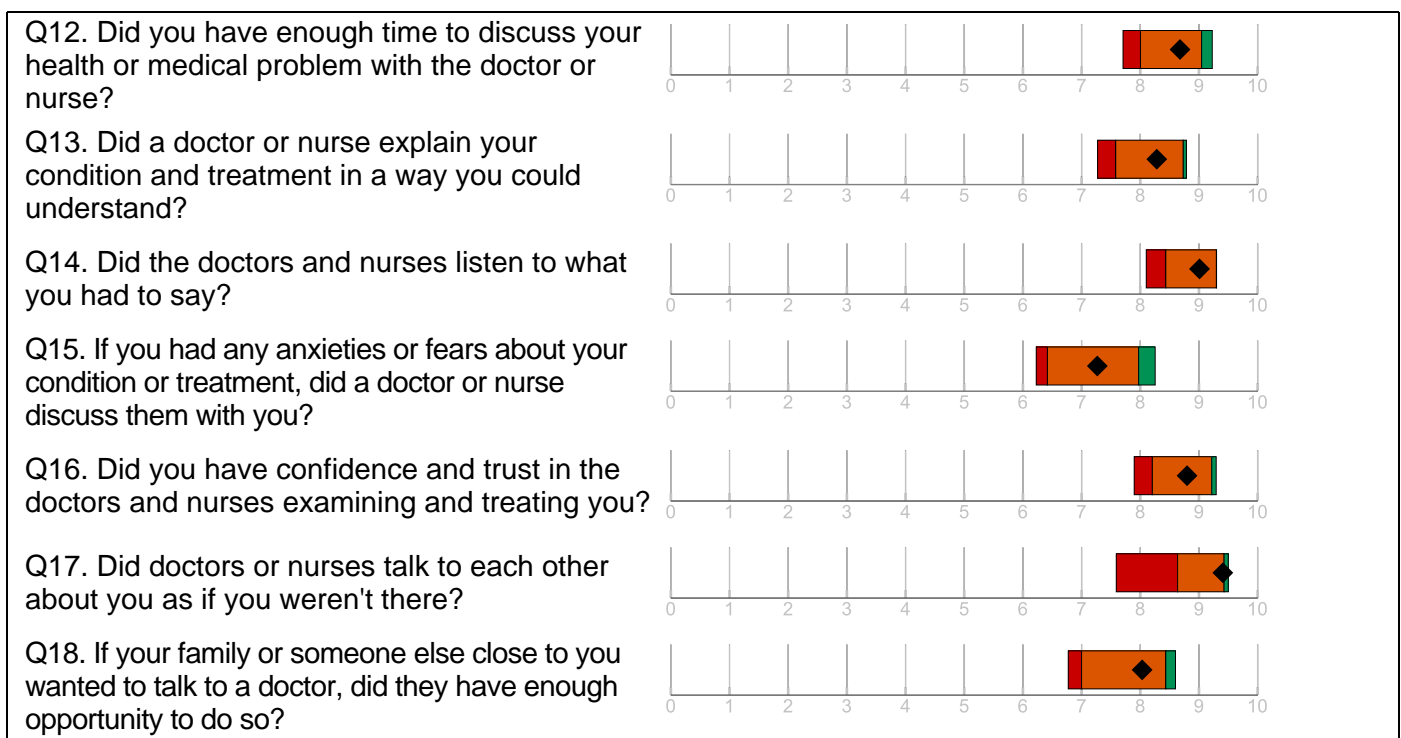 Q12. Did you have enough time to discuss your
health or medical problem with the doctor or
nurse?
0 1 2 3 4 5 6 7 8 9 10
Q13. Did a doctor or nurse explain your
condition and treatment in a way you could
understand?
0 1 2 3 4 5 6 7 8 9 10
Q14. Did the doctors and nurses listen to what
you had to say?
0 1 2 3 4 5 6 7 8 9 10
Q15. If you had any anxieties or fears about your
condition or treatment, did a doctor or nurse
discuss them with you?
0 1 2 3 4 5 6 7 8 9 10
Q16. Did you have confidence and trust in the
doctors and nurses examining and treating you?
0 1 2 3 4 5 6 7 8 9 10
Q17. Did doctors or nurses talk to each other
about you as if you weren't there?
0 1 2 3 4 5 6 7 8 9 10
Q18. If your family or someone else close to you
wanted to talk to a doctor, did they have enough
opportunity to do so?
0 1 2 3 4 5 6 7 8 9 10